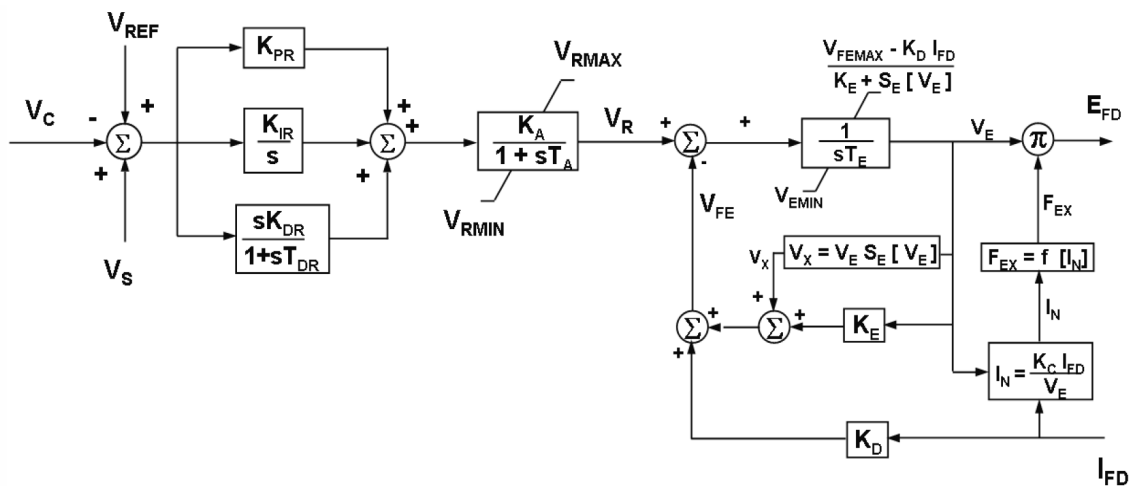 V_REF
V_C
-
+
+
Σ
V_S
K_PR
K_IR
s
sK_DR
1+sT_DR
+
+
+
Σ
V_RMAX
K_A
1 + sT_A
V_RMIN
V_R
+
-
Σ
V_FE
+
V_FEMAX - K_D I_FD
K_E + S_E [ V_E ]
1
sT_E
V_EMIN
V_E
π
E_FD
F_EX
F_EX = f [I_N]
I_N
I_N = K_C I_FD
V_E
V_X
V_X = V_E S_E [ V_E ]
+
+
Σ
K_E
+
+
Σ
K_D
I_FD